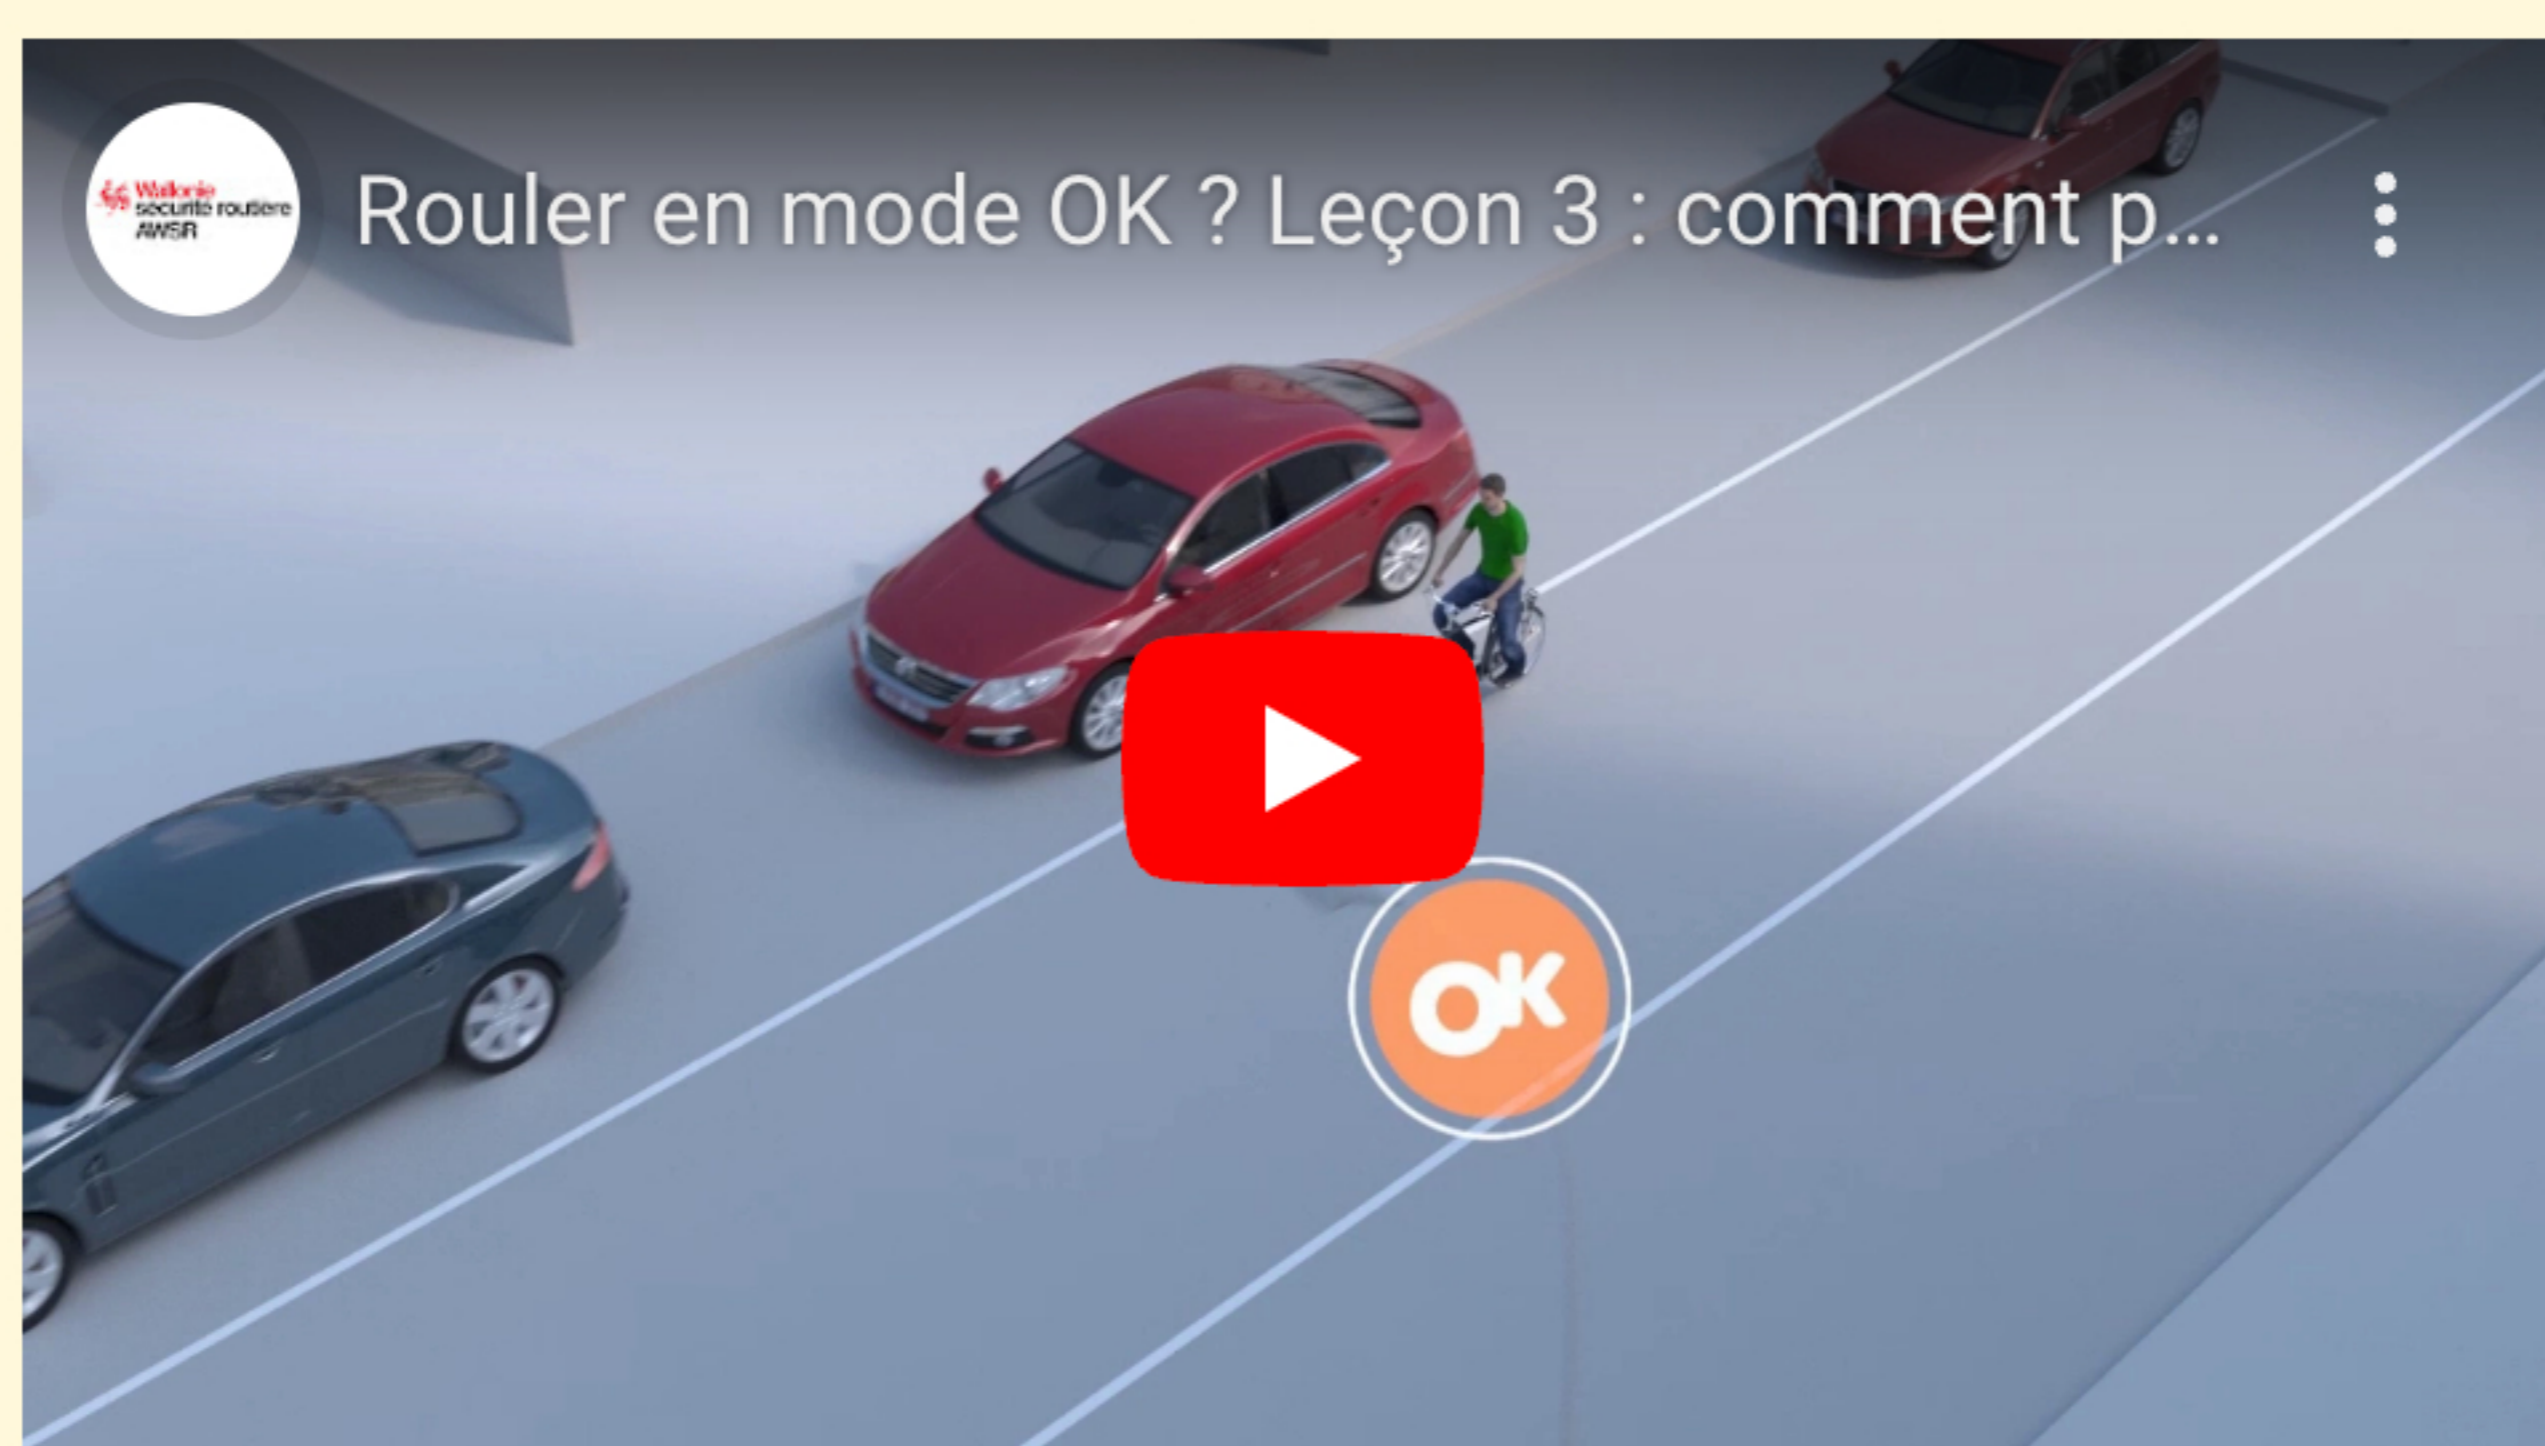 Wallonie
sécurité routière
AWSR
Rouler en mode OK ? Leçon 3 : comment p...
OK